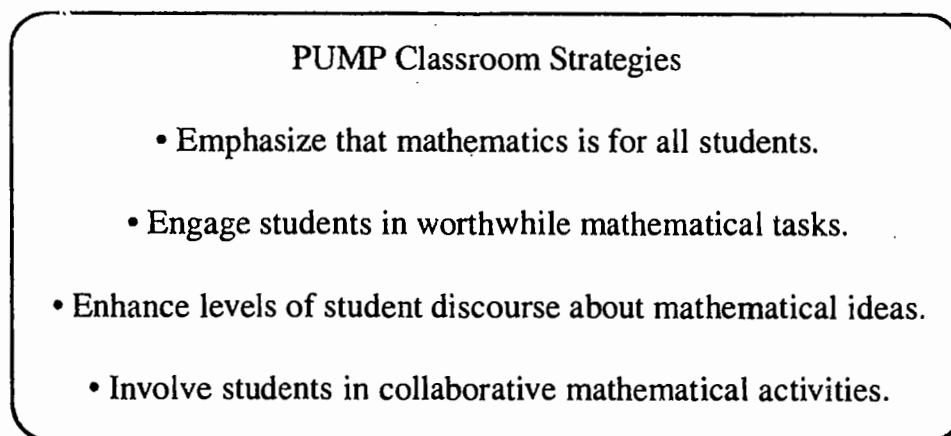 PUMP Classroom Strategies
• Emphasize that mathematics is for all students.
• Engage students in worthwhile mathematical tasks.
• Enhance levels of student discourse about mathematical ideas.
• Involve students in collaborative mathematical activities.